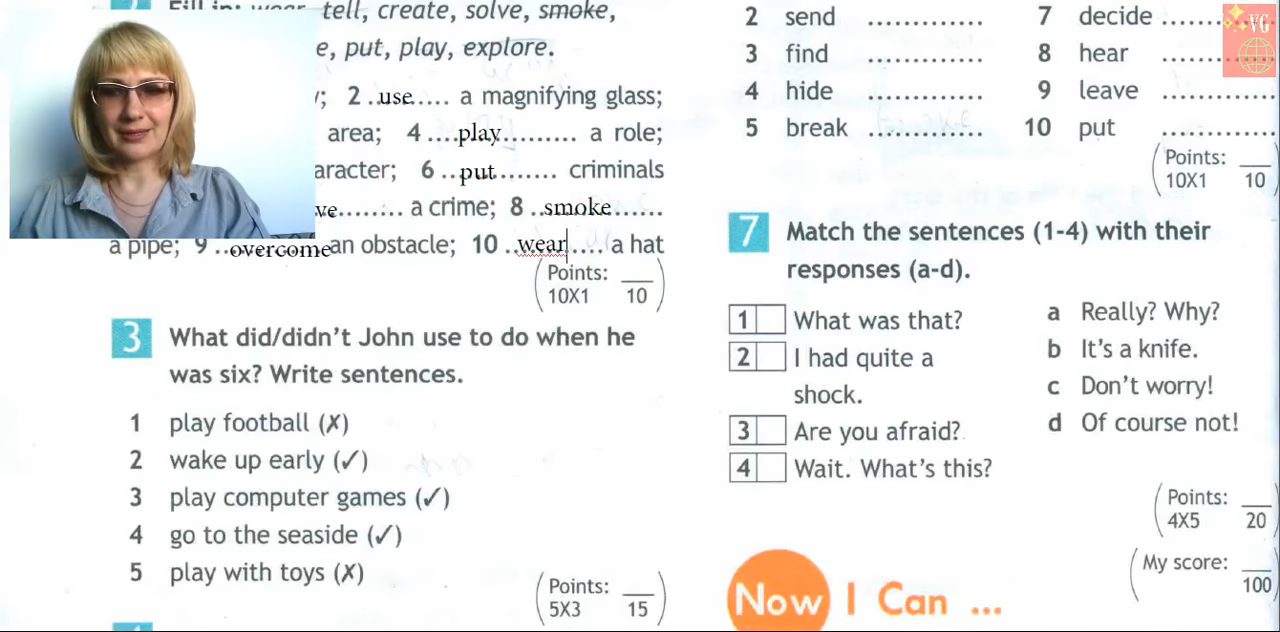 tell, create, solve, smoke,
e, put, play, explore.
; 2 ..use..... a magnifying glass;
area; 4 ....play.......... a role;
aracter; 6 ..put........ criminals
ve........ a crime; 8 ..smoke......
a pipe; 9 ..overcome an obstacle; 10 ..wear..... a hat
(Points: __
10X1 10)
3 What did/didn't John use to do when he
was six? Write sentences.
1 play football (✗)
2 wake up early (✓)
3 play computer games (✓)
4 go to the seaside (✓)
5 play with toys (✗)
(Points: __
5X3 15)
2 send ............... 7 decide ...............
3 find ............... 8 hear ...............
4 hide ............... 9 leave ...............
5 break ............... 10 put ...............
(Points: __
10X1 10)
7 Match the sentences (1-4) with their
responses (a-d).
1 What was that?
2 I had quite a
shock.
3 Are you afraid?
4 Wait. What's this?
a Really? Why?
b It's a knife.
c Don't worry!
d Of course not!
(Points: __
4X5 20)
(My score: __
100)
Now I Can ...
VG